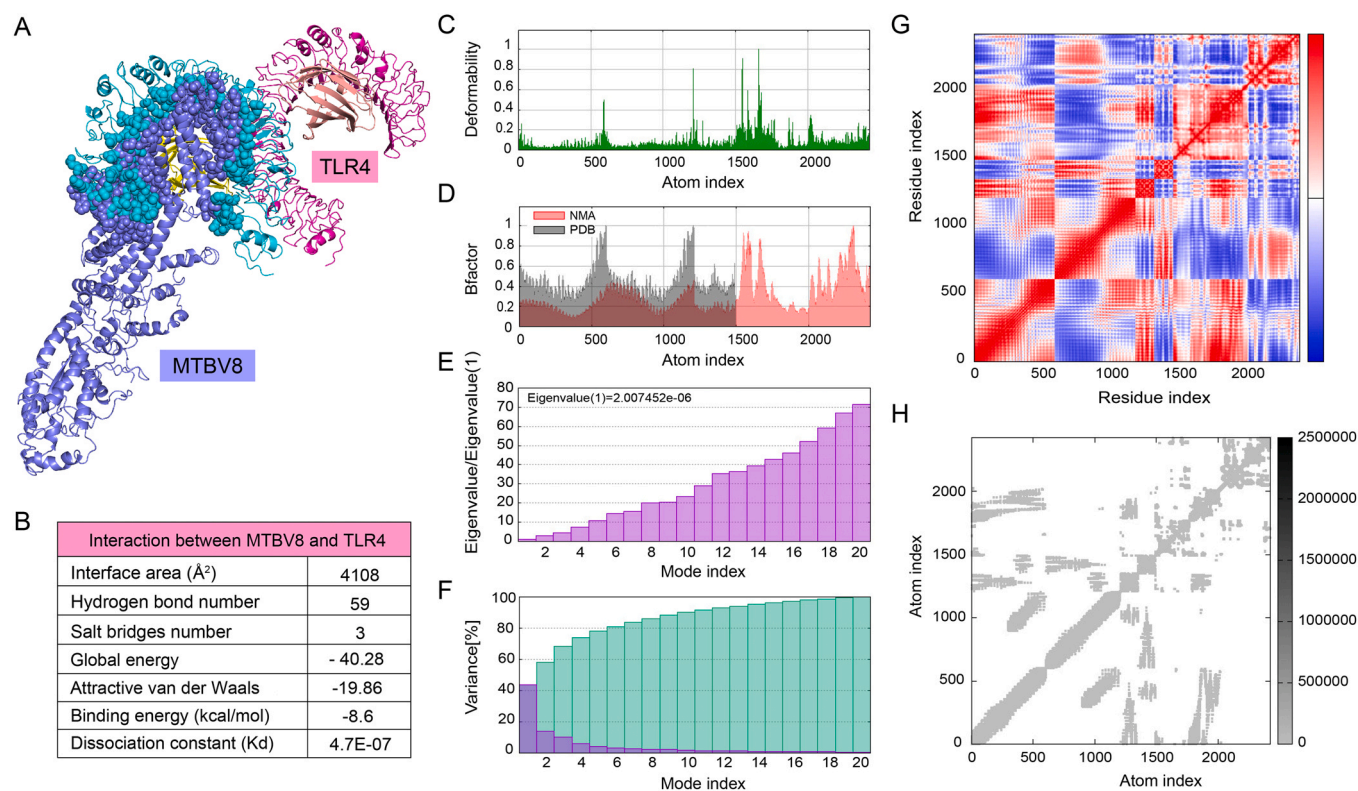 A
TLR4
MTBV8
B
Interaction between MTBV8 and TLR4
Interface area (Å²) 4108
Hydrogen bond number 59
Salt bridges number 3
Global energy - 40.28
Attractive van der Waals -19.86
Binding energy (kcal/mol) -8.6
Dissociation constant (Kd) 4.7E-07
C
Deformability
1
0.8
0.6
0.4
0.2
0
0 500 1000 1500 2000
Atom index
D
NMA
PDB
Bfactor
1
0.8
0.6
0.4
0.2
0
0 500 1000 1500 2000
Atom index
E
Eigenvalue(1)=2.007452e-06
Eigenvalue/Eigenvalue(1)
80
70
60
50
40
30
20
10
0
2 4 6 8 10 12 14 16 18 20
Mode index
F
Variance[%]
100
80
60
40
20
0
2 4 6 8 10 12 14 16 18 20
Mode index
G
Residue index
2000
1500
1000
500
0
0 500 1000 1500 2000
Residue index
H
Atom index
2000
1500
1000
500
0
0 500 1000 1500 2000
Atom index
2500000
2000000
1500000
1000000
500000
0